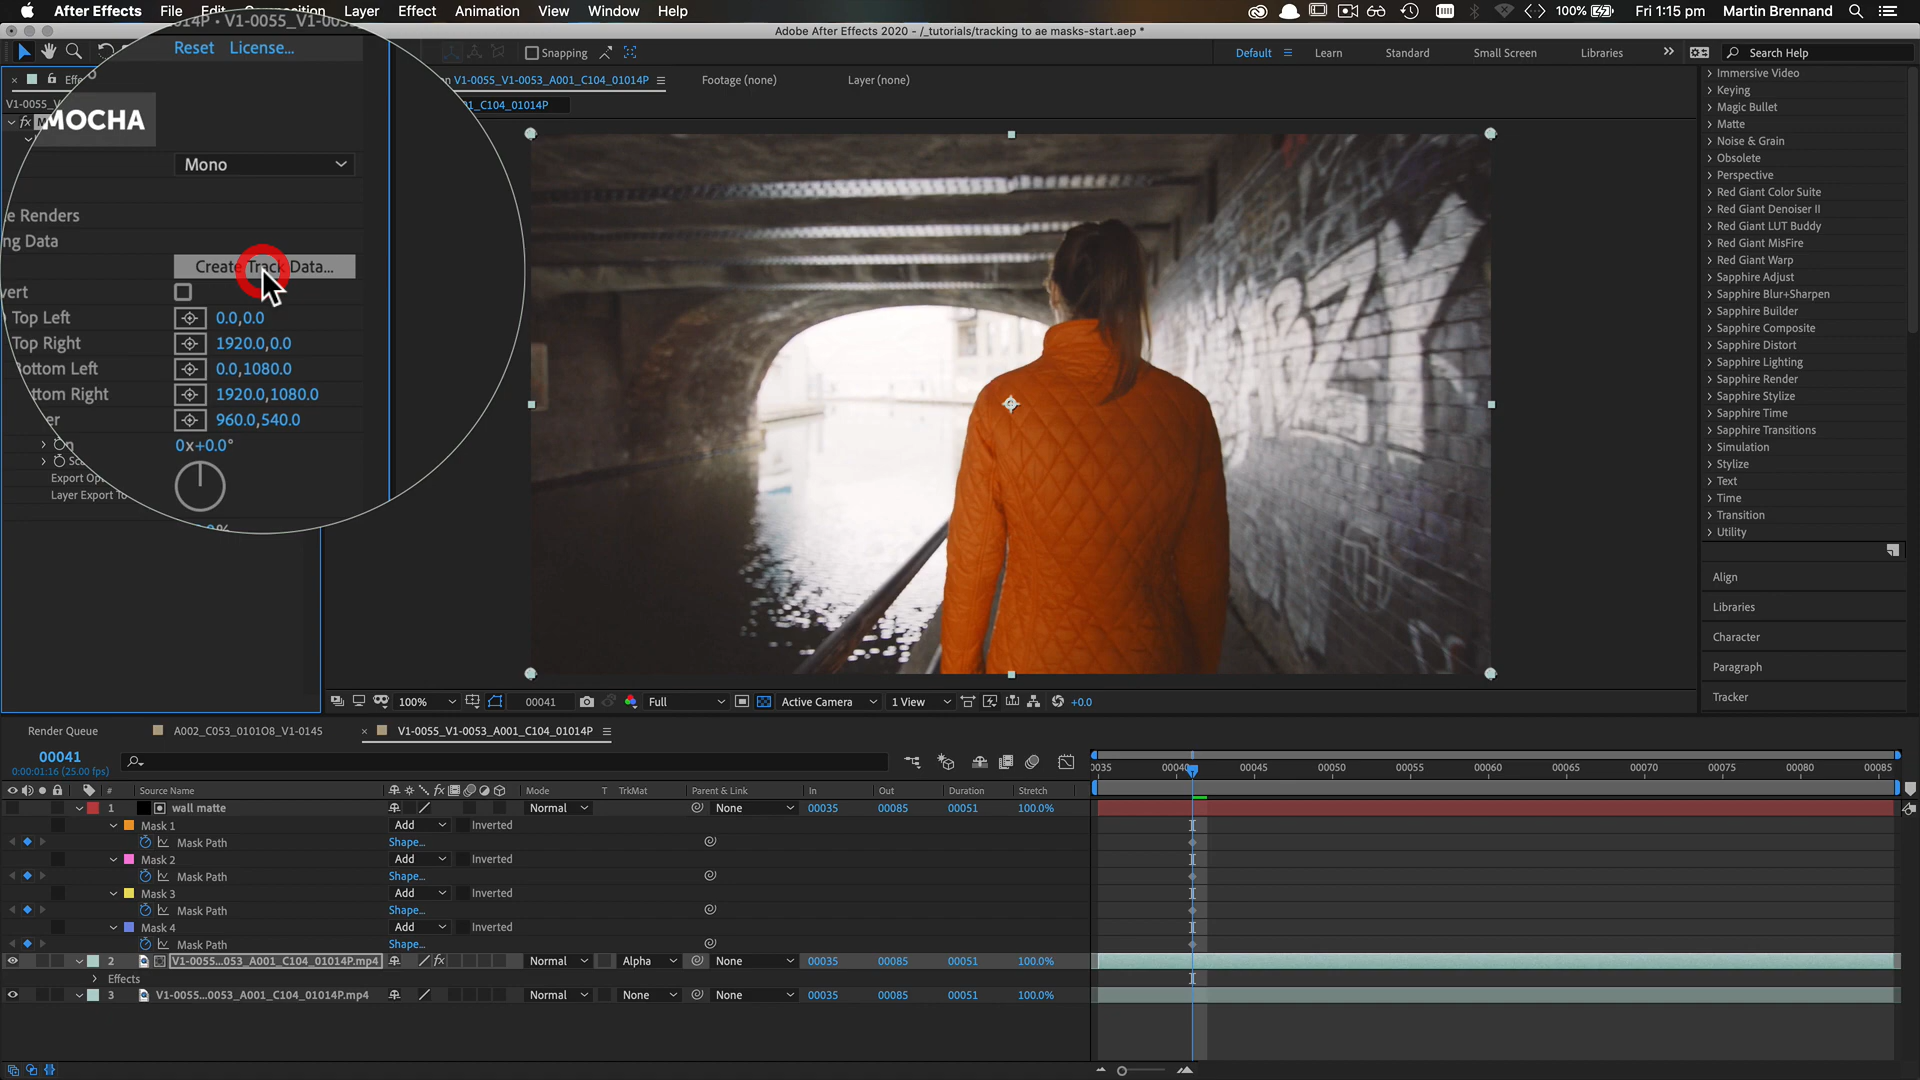 After Effects File Edit Composition Layer Effect Animation View Window Help
100% Fri 1:15 pm Martin Brennand
Adobe After Effects 2020 - /_tutorials/tracking to ae masks-start.aep *
Snapping
Default Learn Standard Small Screen Libraries Search Help
V1-0055_V1-0053_A001_C104_01014P Footage (none) Layer (none)
Reset License...
MOCHA
Mono
e Renders
ng Data
Create Track Data...
vert
Top Left 0.0,0.0
Top Right 1920.0,0.0
ottom Left 0.0,1080.0
ttom Right 1920.0,1080.0
er 960.0,540.0
0x+0.0°
Export Op
Layer Export To
Immersive Video
Keying
Magic Bullet
Matte
Noise & Grain
Obsolete
Perspective
Red Giant Color Suite
Red Giant Denoiser II
Red Giant LUT Buddy
Red Giant MisFire
Red Giant Warp
Sapphire Adjust
Sapphire Blur+Sharpen
Sapphire Builder
Sapphire Composite
Sapphire Distort
Sapphire Lighting
Sapphire Render
Sapphire Stylize
Sapphire Time
Sapphire Transitions
Simulation
Stylize
Text
Time
Transition
Utility
Align
Libraries
Character
Paragraph
Tracker
100% 00041 Full Active Camera 1 View +0.0
Render Queue A002_C053_0101O8_V1-0145 V1-0055_V1-0053_A001_C104_01014P
00041
0:00:01:16 (25.00 fps)
0035 00040 00045 00050 00055 00060 00065 00070 00075 00080 00085
# Source Name Mode T TrkMat Parent & Link In Out Duration Stretch
1 wall matte Normal None 00035 00085 00051 100.0%
Mask 1 Add Inverted
Mask Path Shape...
Mask 2 Add Inverted
Mask Path Shape...
Mask 3 Add Inverted
Mask Path Shape...
Mask 4 Add Inverted
Mask Path Shape...
2 V1-0055...053_A001_C104_01014P.mp4 fx Normal Alpha None 00035 00085 00051 100.0%
Effects
3 V1-0055...0053_A001_C104_01014P.mp4 Normal None None 00035 00085 00051 100.0%